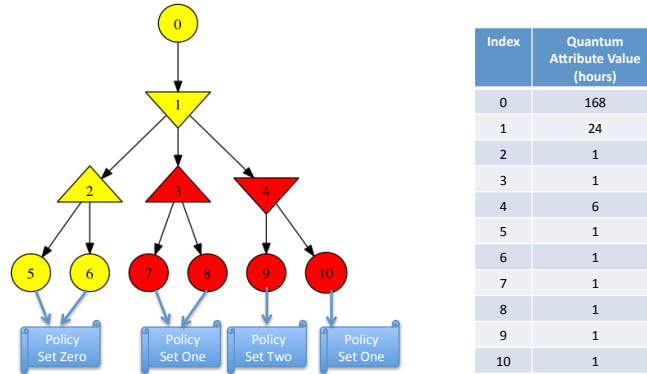 0
1
2 3 4
5 6 7 8 9 10
Policy Set Zero
Policy Set One
Policy Set Two
Policy Set One
Index Quantum Attribute Value (hours)
0 168
1 24
2 1
3 1
4 6
5 1
6 1
7 1
8 1
9 1
10 1